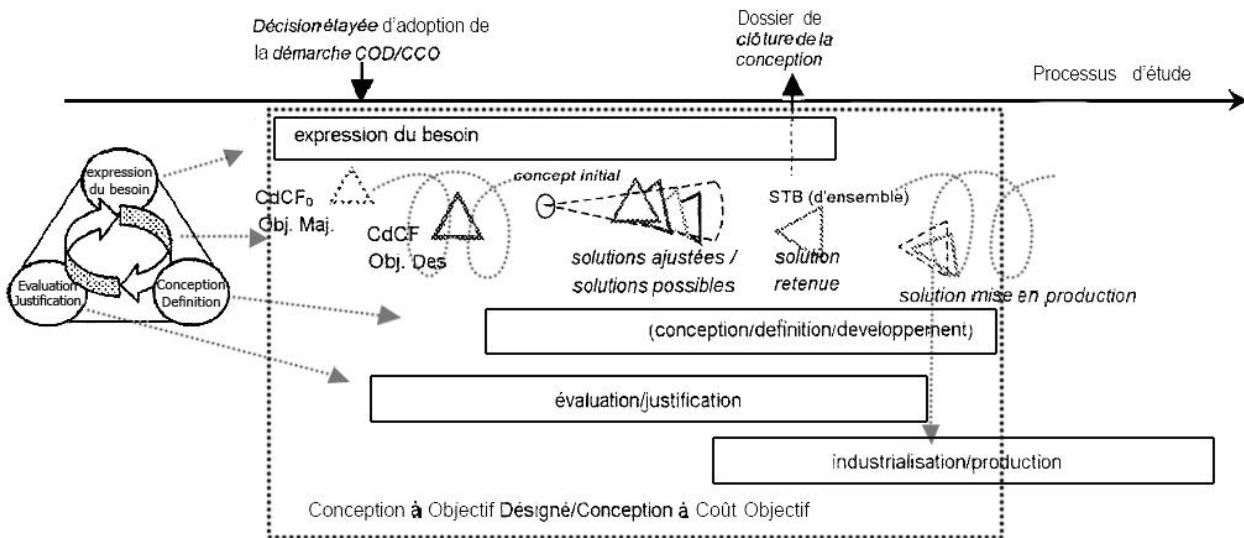 Décision étayée d'adoption de
la démarche COD/CCO
Dossier de
clôture de la
conception
Processus d'étude
expression du besoin
expression
du besoin
Evaluation
Justification
Conception
Definition
CdCF₀
Obj. Maj.
CdCF
Obj. Des
concept initial
solutions ajustées /
solutions possibles
STB (d'ensemble)
solution
retenue
solution mise en production
(conception/definition/developpement)
évaluation/justification
industrialisation/production
Conception à Objectif Désigné/Conception à Coût Objectif